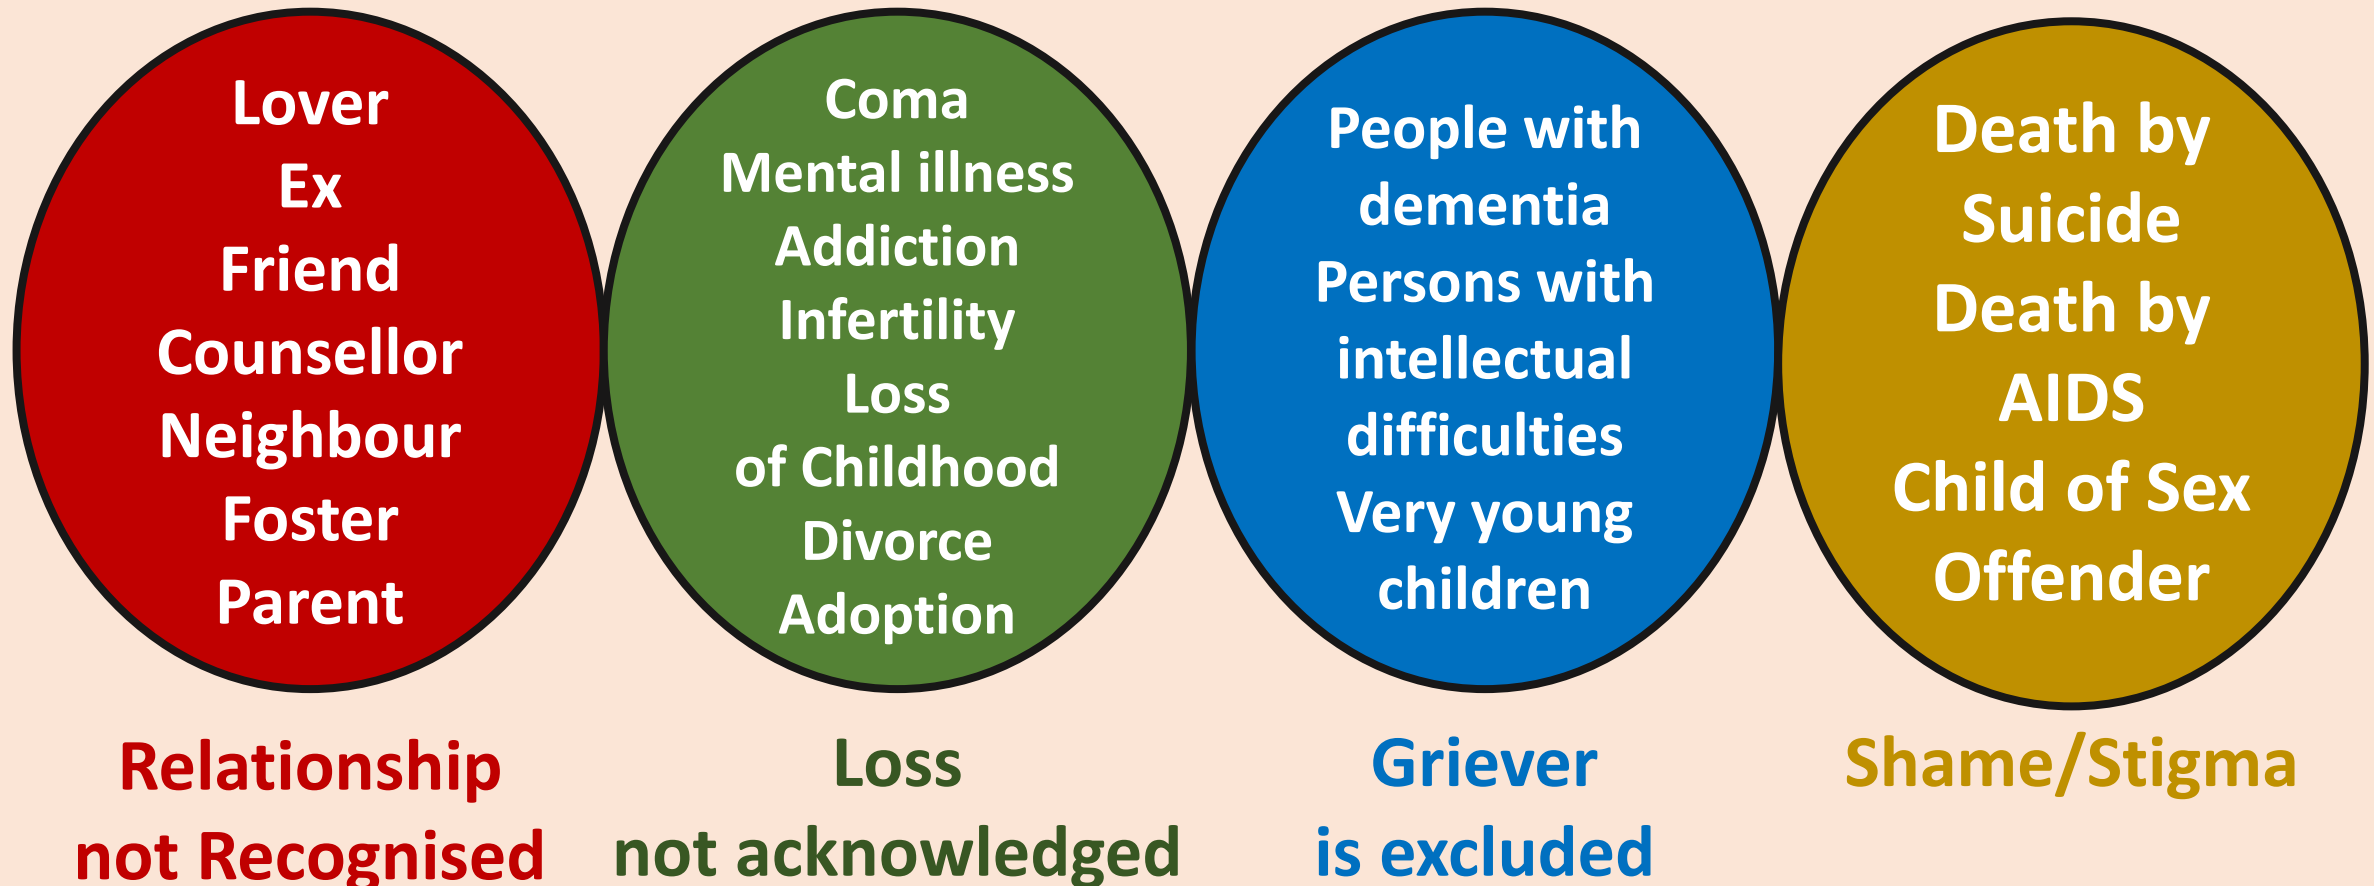 Lover
Ex
Friend
Counsellor
Neighbour
Foster
Parent
Relationship
not Recognised
Coma
Mental illness
Addiction
Infertility
Loss
of Childhood
Divorce
Adoption
Loss
not acknowledged
People with
dementia
Persons with
intellectual
difficulties
Very young
children
Griever
is excluded
Death by
Suicide
Death by
AIDS
Child of Sex
Offender
Shame/Stigma